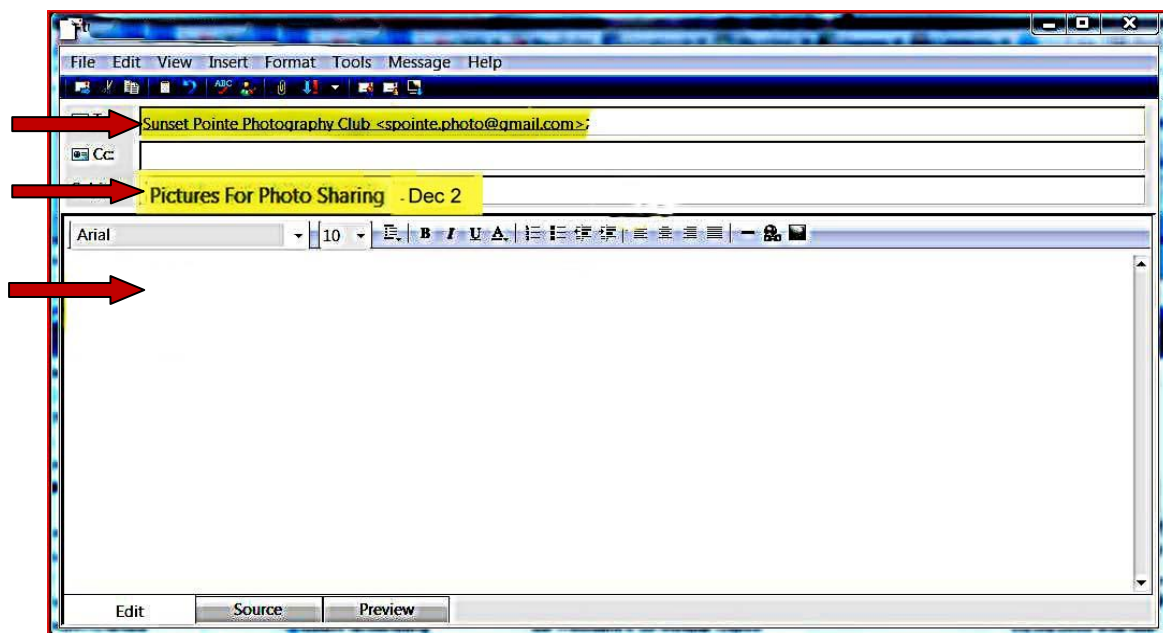 File Edit View Insert Format Tools Message Help
Sunset Pointe Photography Club <spointe.photo@gmail.com>;
Cc:
Pictures For Photo Sharing - Dec 2
Arial 10 B I U A
Edit Source Preview